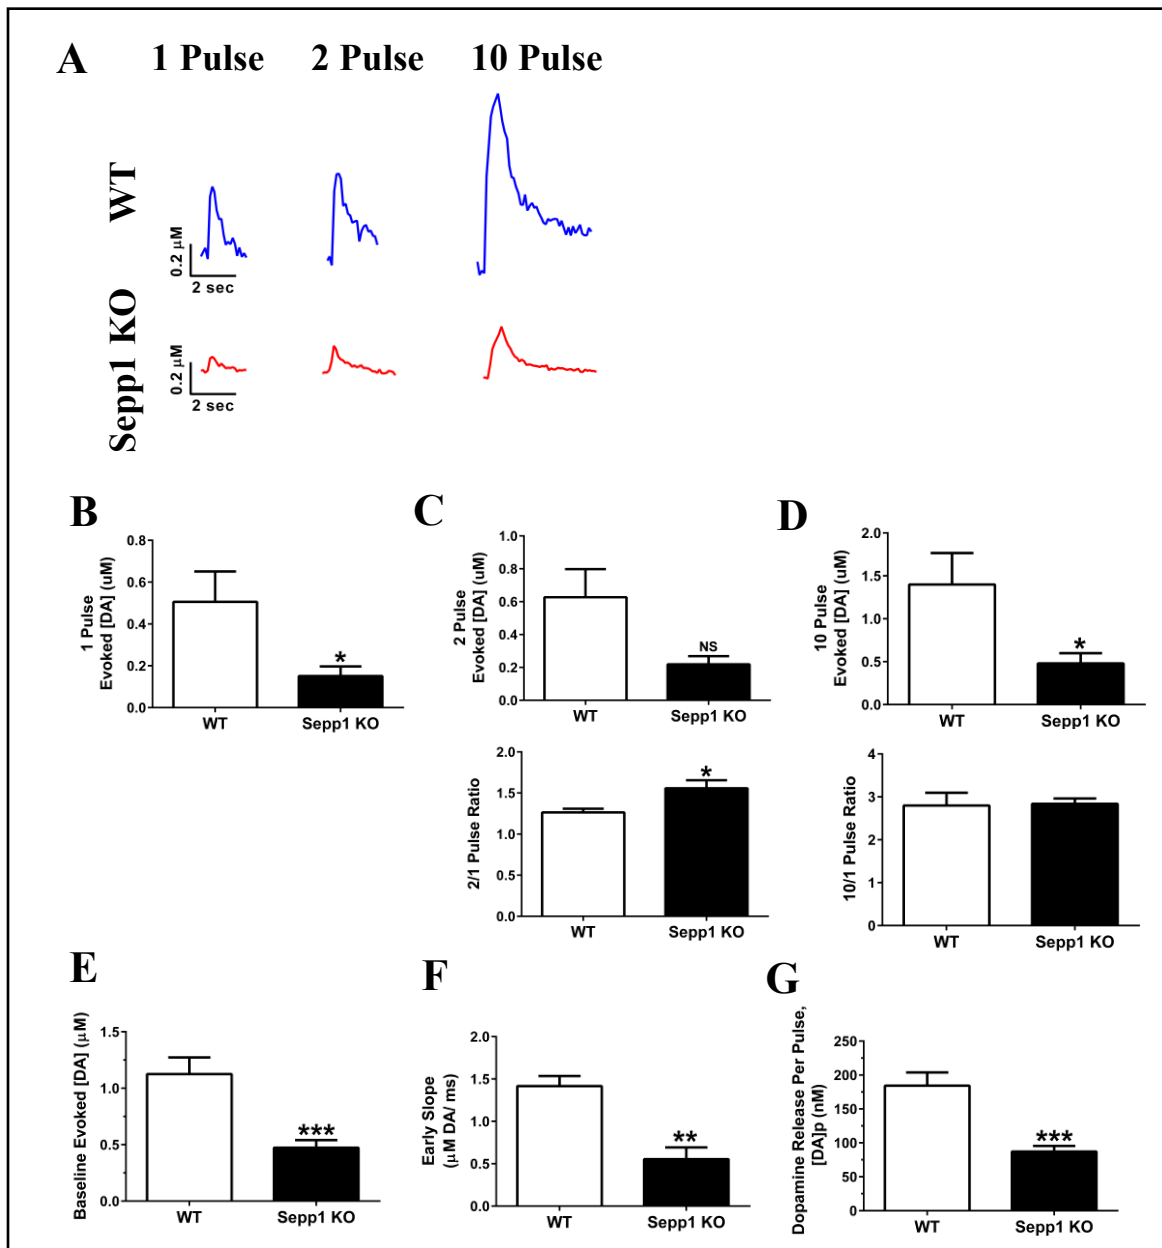 A
1 Pulse 2 Pulse 10 Pulse
WT
0.2 µM
2 sec
Sepp1 KO
0.2 µM
2 sec
B
1 Pulse
Evoked [DA] (uM)
0.8
0.6
0.4
0.2
0.0
*
WT Sepp1 KO
C
2 Pulse
Evoked [DA] (uM)
1.0
0.8
0.6
0.4
0.2
0.0
NS
WT Sepp1 KO
2/1 Pulse Ratio
2.0
1.5
1.0
0.5
0.0
*
WT Sepp1 KO
D
10 Pulse
Evoked [DA] (uM)
2.0
1.5
1.0
0.5
0.0
*
WT Sepp1 KO
10/1 Pulse Ratio
4
3
2
1
0
WT Sepp1 KO
E
Baseline Evoked [DA] (µM)
1.5
1.0
0.5
0.0
***
WT Sepp1 KO
F
Early Slope
(µM DA/ ms)
2.0
1.5
1.0
0.5
0.0
**
WT Sepp1 KO
G
Dopamine Release Per Pulse,
[DA]p (nM)
250
200
150
100
50
0
***
WT Sepp1 KO